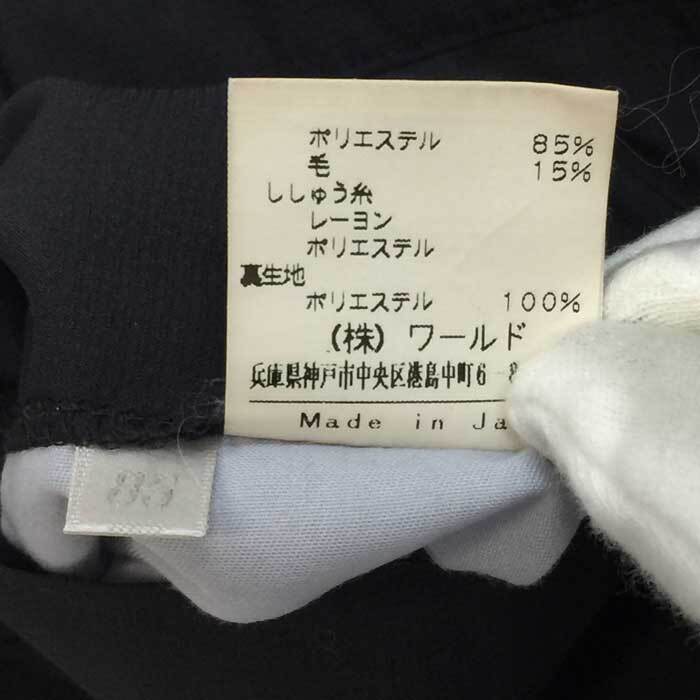 ポリエステル 85%
毛 15%
ししゅう糸
レーヨン
ポリエステル
裏生地
ポリエステル 100%
(株) ワールド
兵庫県神戸市中央区港島中町6-8
Made in Ja